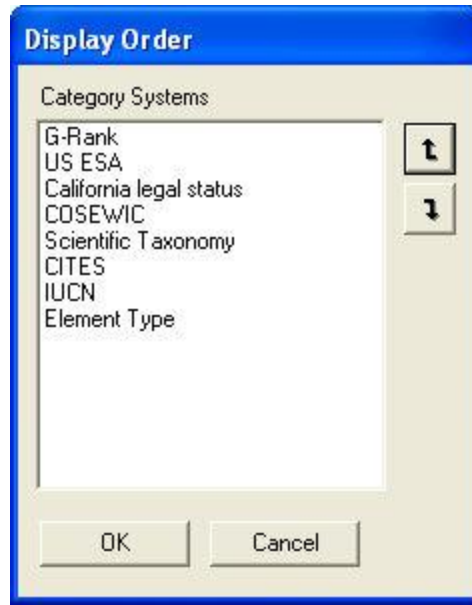 Display Order
Category Systems
G-Rank
US ESA
California legal status
COSEWIC
Scientific Taxonomy
CITES
IUCN
Element Type
OK
Cancel